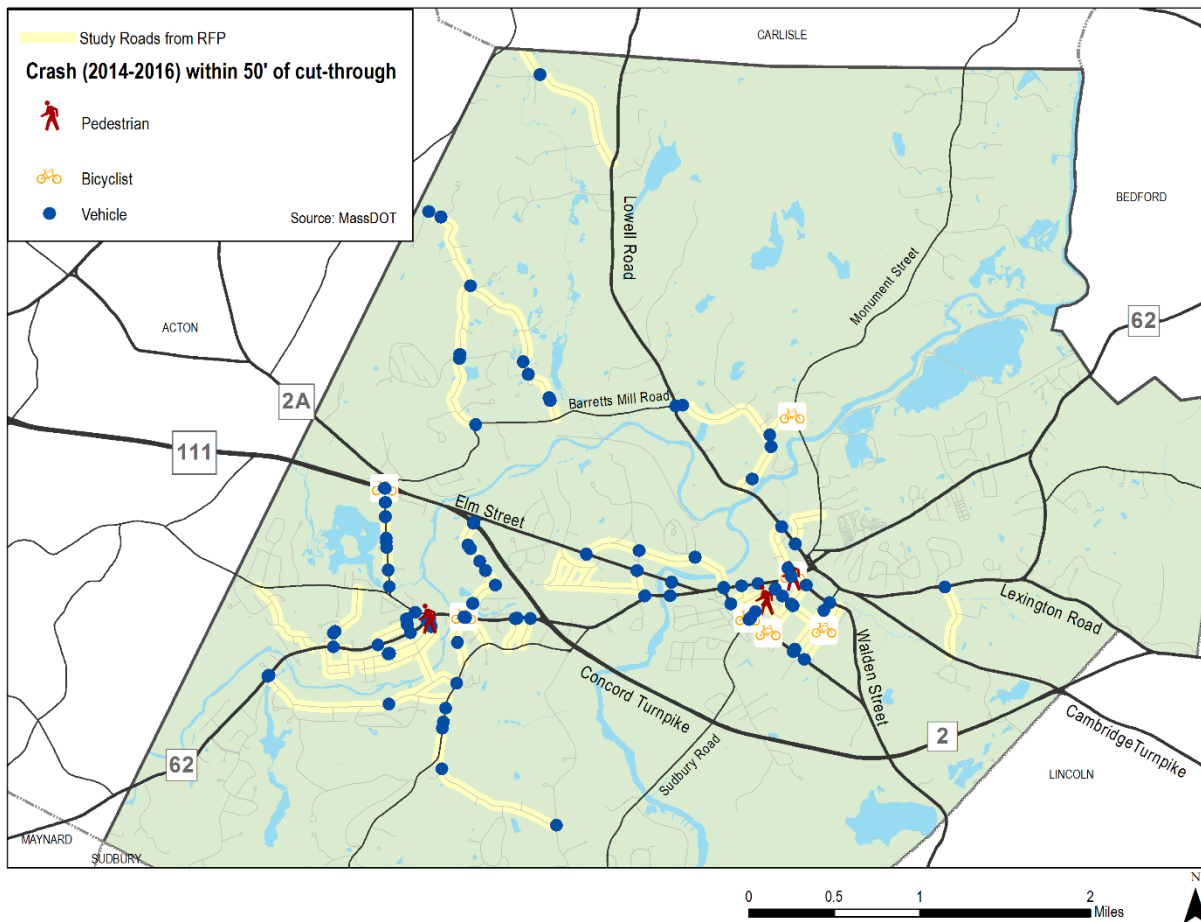 Study Roads from RFP
Crash (2014-2016) within 50' of cut-through
Pedestrian
Bicyclist
Vehicle
Source: MassDOT
CARLISLE
BEDFORD
62
Lowell Road
Monument Street
ACTON
2A
111
Barretts Mill Road
Elm Street
Lexington Road
Walden Street
Concord Turnpike
Sudbury Road
2
Cambridge Turnpike
62
LINCOLN
MAYNARD
SUDBURY
N
0 0.5 1 2
Miles